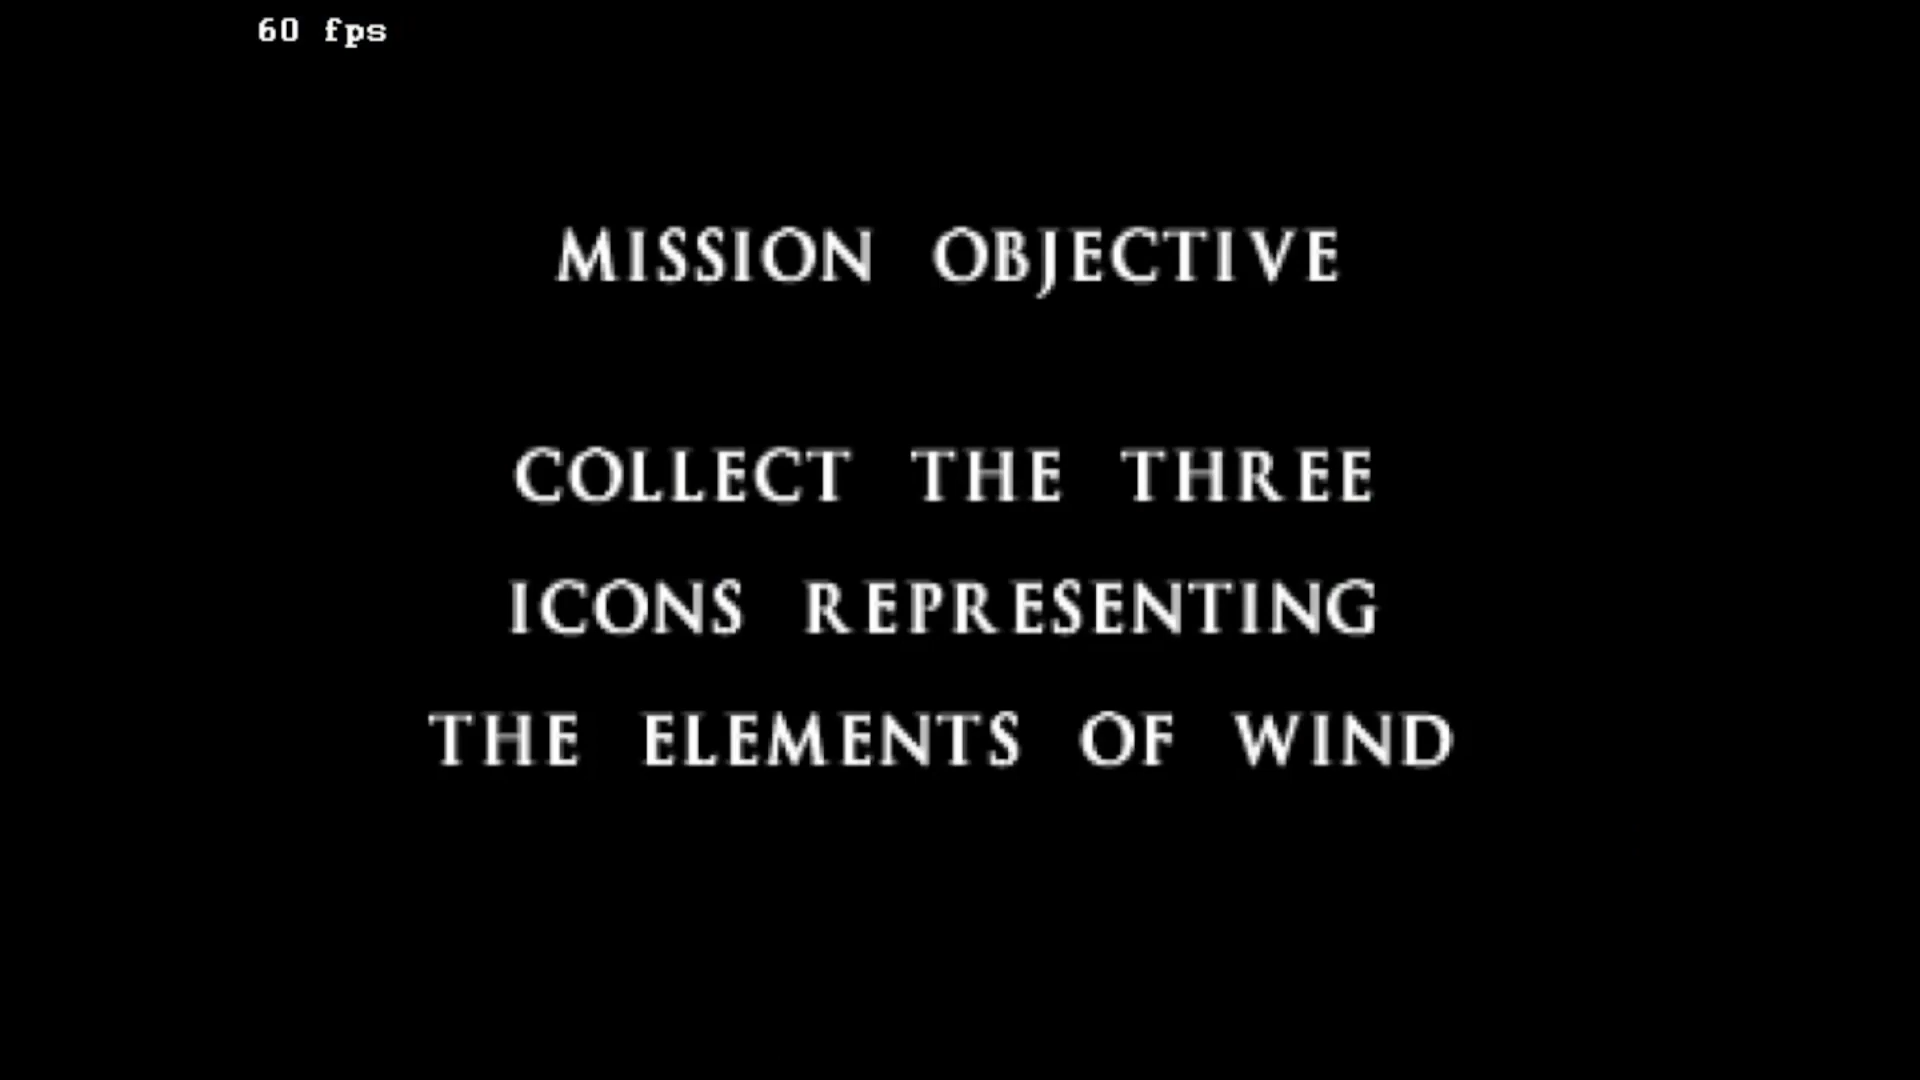 60 fps
MISSION OBJECTIVE
COLLECT THE THREE
ICONS REPRESENTING
THE ELEMENTS OF WIND